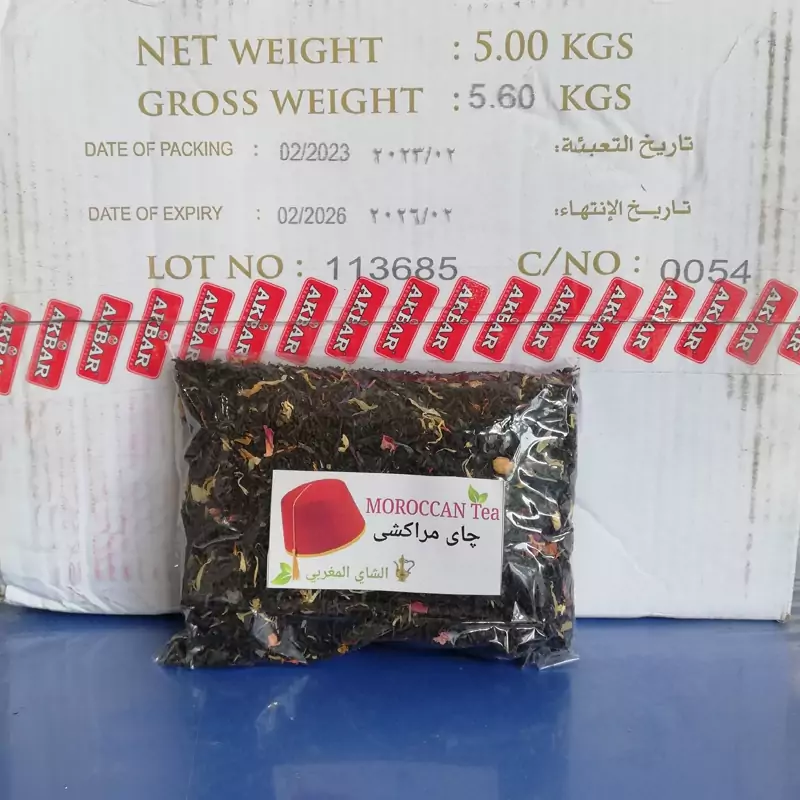 NET WEIGHT : 5.00 KGS
GROSS WEIGHT : 5.60 KGS
DATE OF PACKING : 02/2023 ٢٠٢٣/٠٢ تاريخ التعبئة:
DATE OF EXPIRY : 02/2026 ٢٠٢٦/٠٢ تاريخ الإنتهاء:
LOT NO : 113685 C/NO : 0054
AKBAR AKBAR AKBAR AKBAR AKBAR AKBAR AKBAR AKBAR AKBAR AKBAR AKBAR AKBAR AKBAR AKBAR AKBAR AKBAR
MOROCCAN Tea
چای مراکشی
الشاي المغربي